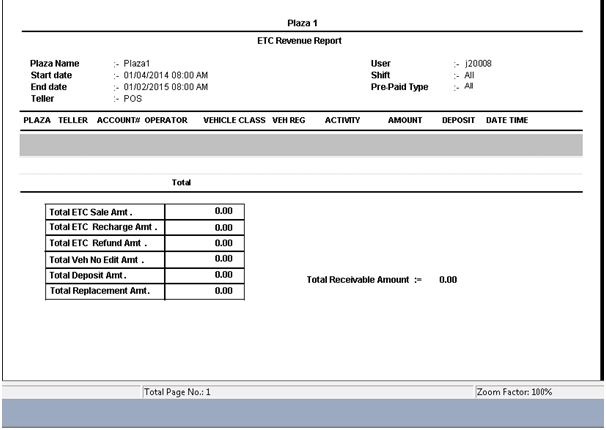 Plaza 1
ETC Revenue Report
Plaza Name :- Plaza1 User :- j20008
Start date :- 01/04/2014 08:00 AM Shift :- All
End date :- 01/02/2015 08:00 AM Pre-Paid Type :- All
Teller :- POS
PLAZA TELLER ACCOUNT# OPERATOR VEHICLE CLASS VEH REG ACTIVITY AMOUNT DEPOSIT DATE TIME
Total
Total ETC Sale Amt . 0.00
Total ETC Recharge Amt . 0.00
Total ETC Refund Amt . 0.00
Total Veh No Edit Amt . 0.00
Total Deposit Amt . 0.00
Total Receivable Amount := 0.00
Total Replacement Amt. 0.00
Total Page No.: 1 Zoom Factor: 100%